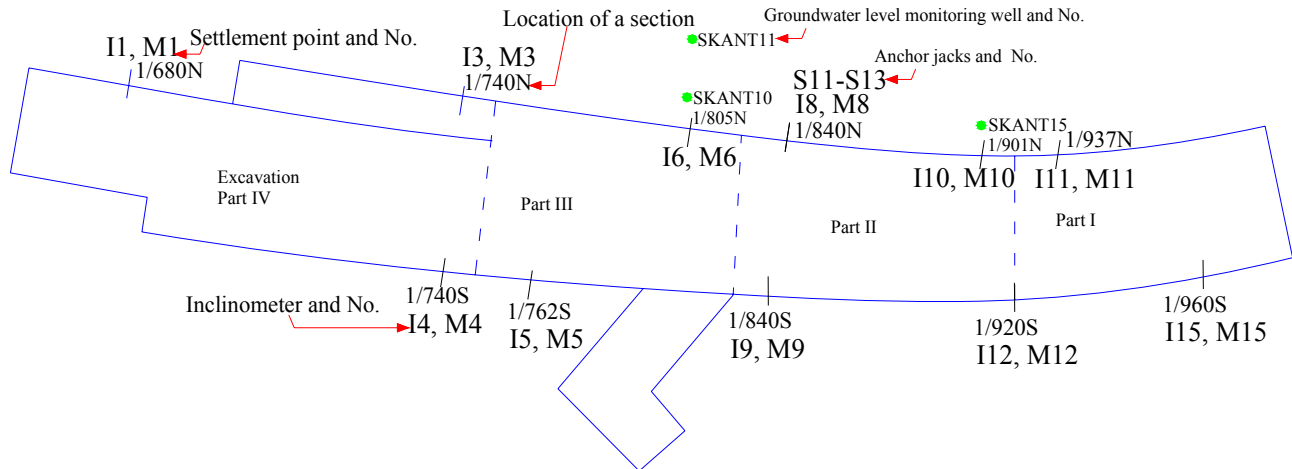 Groundwater level monitoring well and No.
Location of a section
SKANT11
I1, M1
Settlement point and No.
1/680N
I3, M3
1/740N
Anchor jacks and No.
S11-S13
I8, M8
1/840N
SKANT10
1/805N
I6, M6
SKANT15
1/901N
I10, M10
1/937N
I11, M11
Excavation
Part IV
Part III
Part II
Part I
Inclinometer and No.
1/740S
I4, M4
1/762S
I5, M5
1/840S
I9, M9
1/920S
I12, M12
1/960S
I15, M15